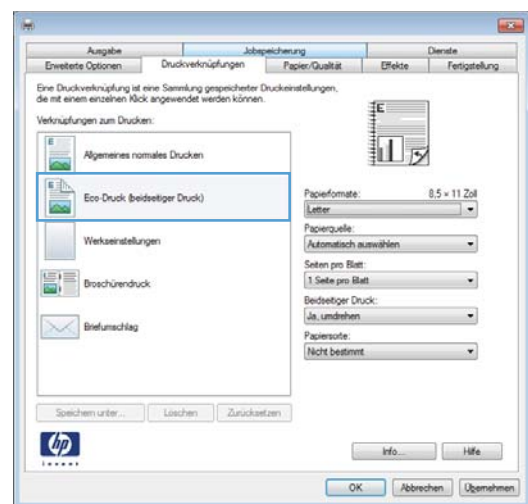 Ausgabe
Jobspeicherung
Dienste
Erweiterte Optionen
Druckverknüpfungen
Papier/Qualität
Effekte
Fertigstellung
Eine Druckverknüpfung ist eine Sammlung gespeicherter Druckeinstellungen,
die mit einem einzelnen Klick angewendet werden können.
Verknüpfungen zum Drucken:
E
Allgemeines normales Drucken
E
Eco-Druck (beidseitiger Druck)
Werkseinstellungen
Broschürendruck
Briefumschlag
Speichern unter...
Löschen
Zurücksetzen
E
Papierformate:
8,5 × 11 Zoll
Letter
Papierquelle:
Automatisch auswählen
Seiten pro Blatt:
1 Seite pro Blatt
Beidseitiger Druck:
Ja, umdrehen
Papiersorte:
Nicht bestimmt
hp
invent
Info...
Hilfe
OK
Abbrechen
Übernehmen